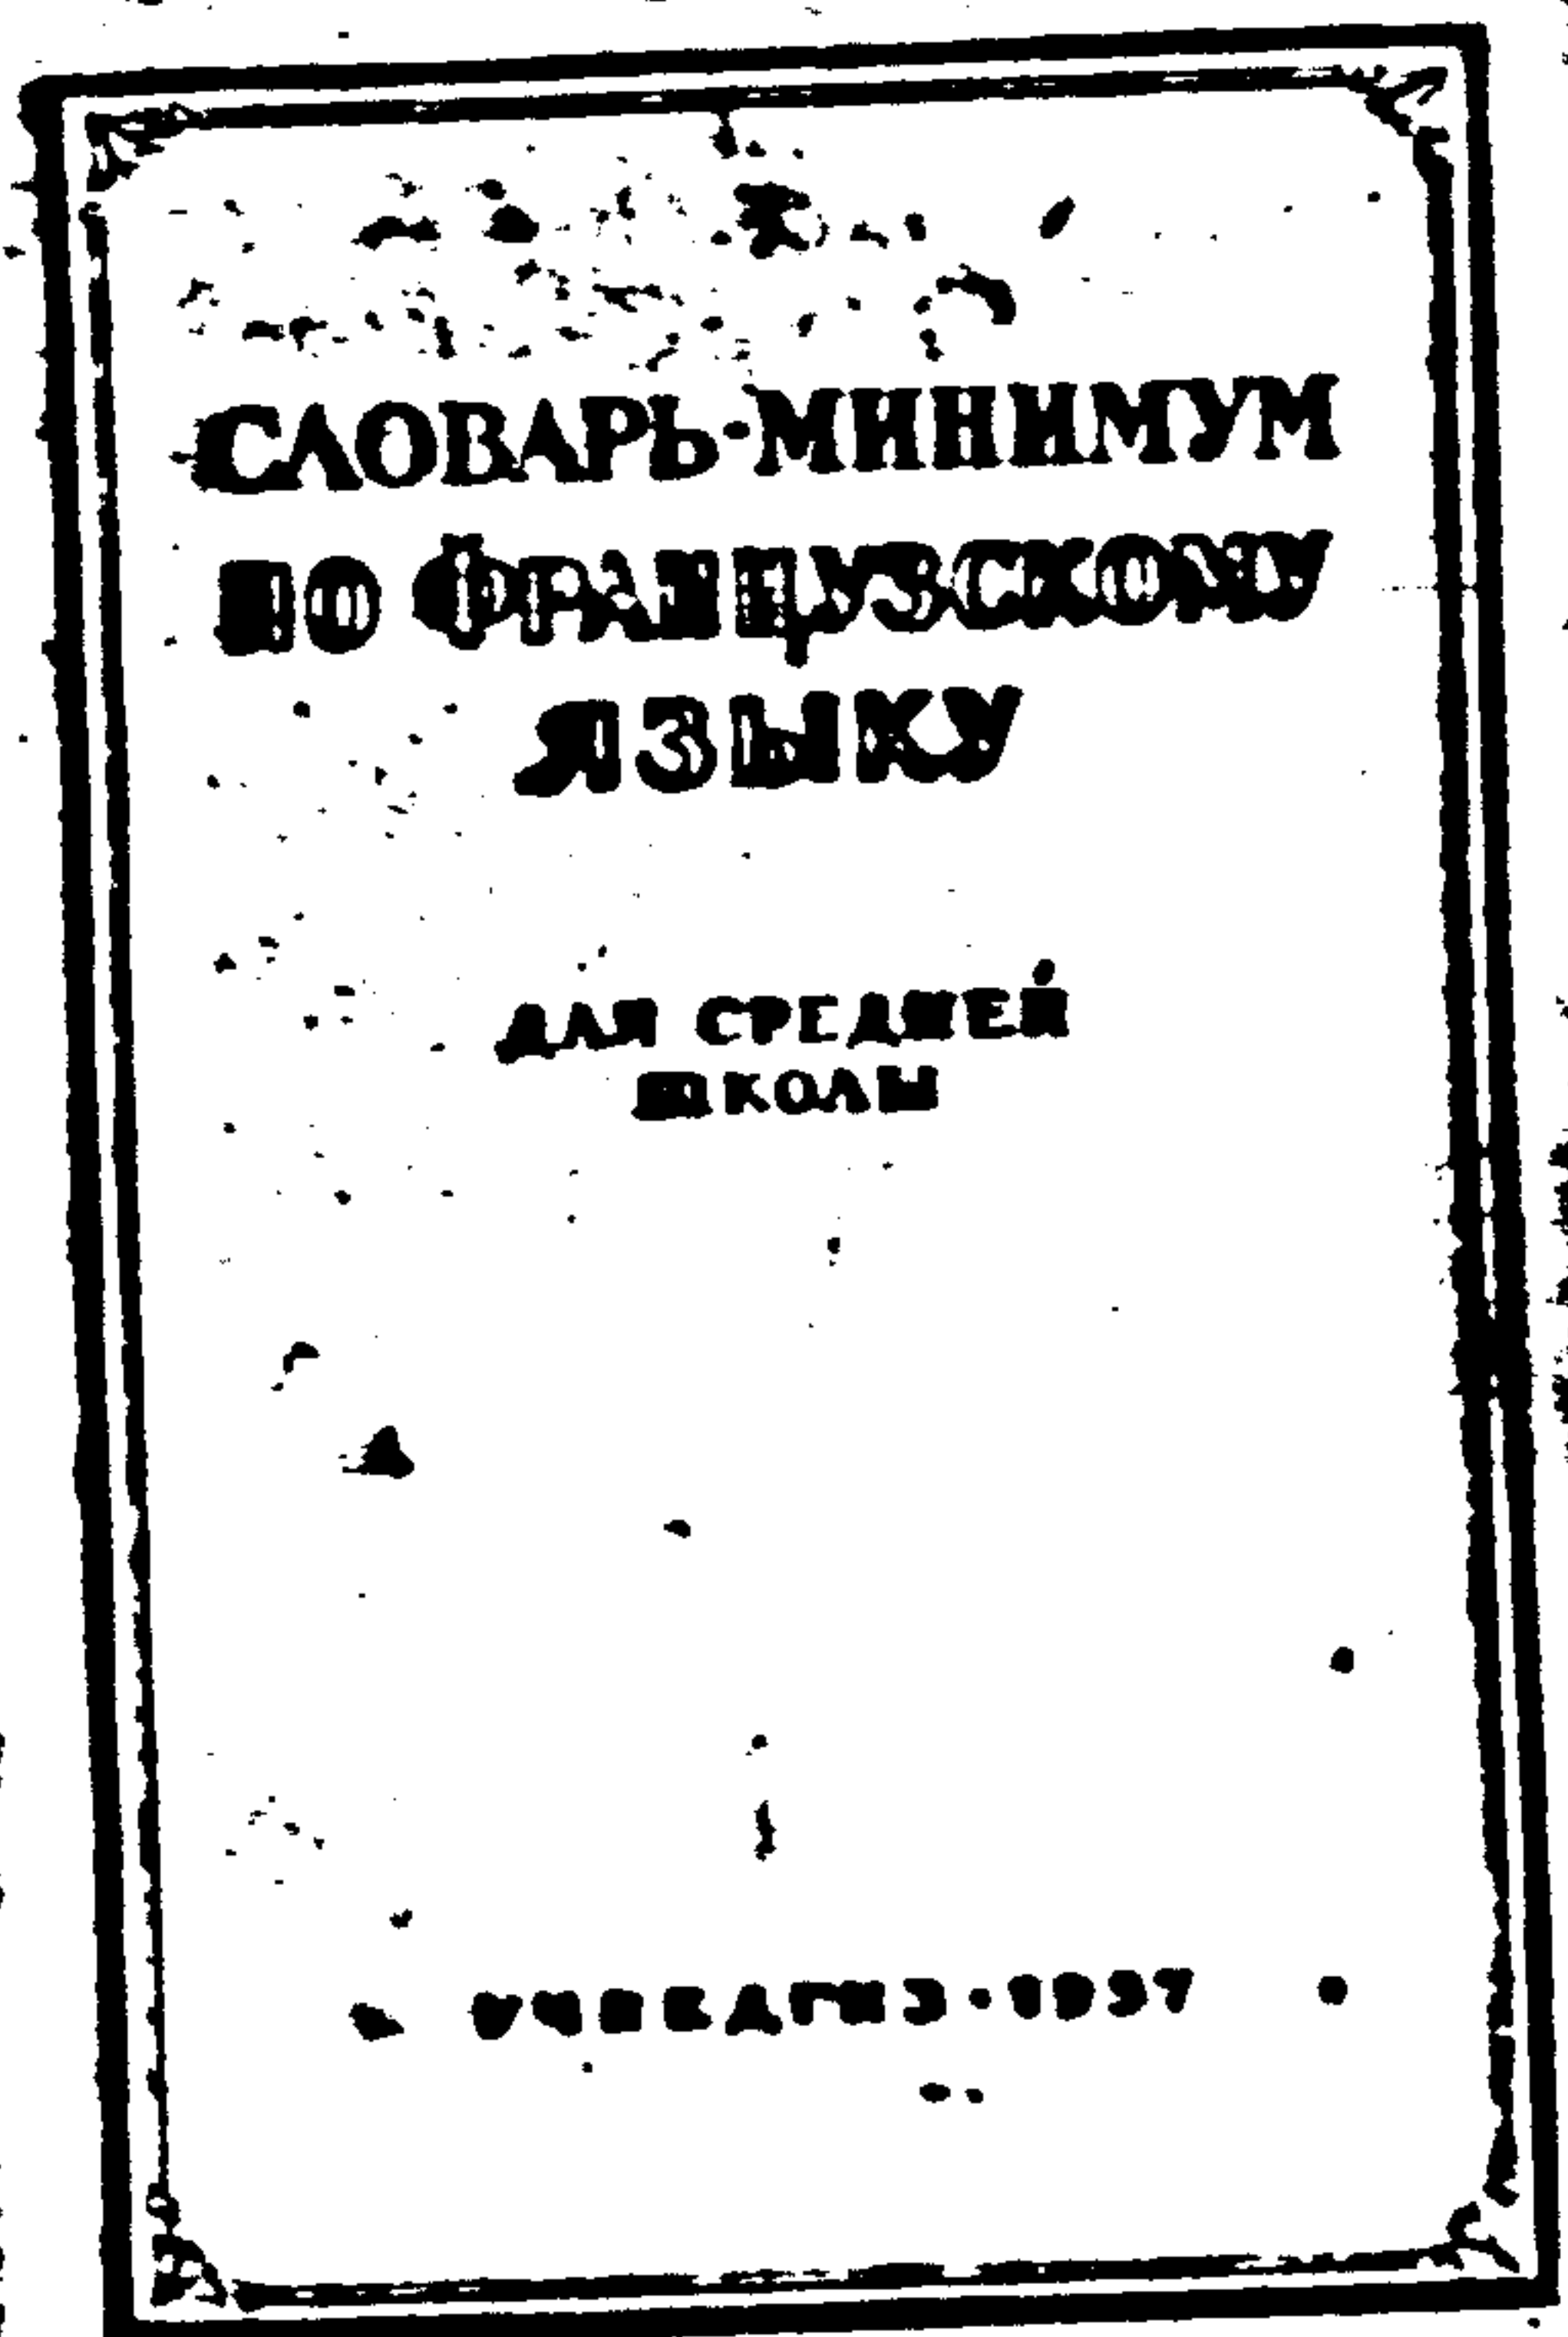 СЛОВАРЬ-МИНИМУМ
ПО ФРАНЦУЗСКОМУ
ЯЗЫКУ
ДЛЯ СРЕДНЕЙ
ШКОЛЫ
УЧПЕДГИЗ·1937